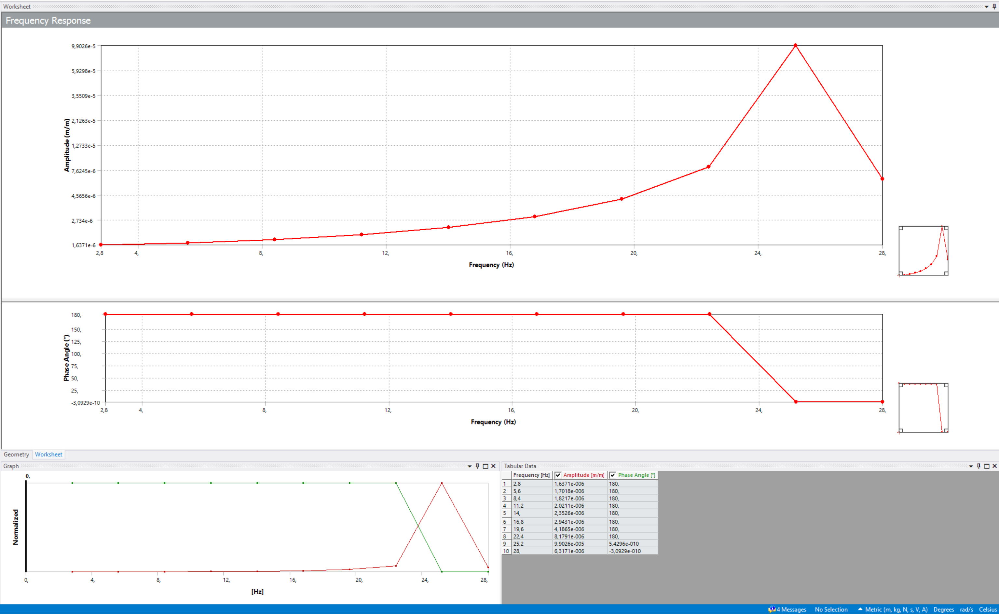 Worksheet
Frequency Response
9,9026e-5
5,9298e-5
3,5509e-5
2,1263e-5
1,2733e-5
7,6245e-6
4,5656e-6
2,734e-6
1,6371e-6
Amplitude (m/m)
2,8 4, 8, 12, 16, 20, 24, 28,
Frequency (Hz)
180,
150,
125,
100,
75,
50,
25,
-3,0929e-10
Phase Angle (°)
2,8 4, 8, 12, 16, 20, 24, 28,
Frequency (Hz)
Geometry Worksheet
Graph
0,
Normalized
0, 4, 8, 12, 16, 20, 24, 28,
[Hz]
Tabular Data
Frequency [Hz] Amplitude [m/m] Phase Angle [°]
1 2,8 1,6371e-006 180,
2 5,6 1,7018e-006 180,
3 8,4 1,8217e-006 180,
4 11,2 2,0211e-006 180,
5 14, 2,3526e-006 180,
6 16,8 2,9431e-006 180,
7 19,6 4,1865e-006 180,
8 22,4 8,1791e-006 180,
9 25,2 9,9026e-005 5,4296e-010
10 28, 6,3171e-006 -3,0929e-010
4 Messages No Selection Metric (m, kg, N, s, V, A) Degrees rad/s Celsius